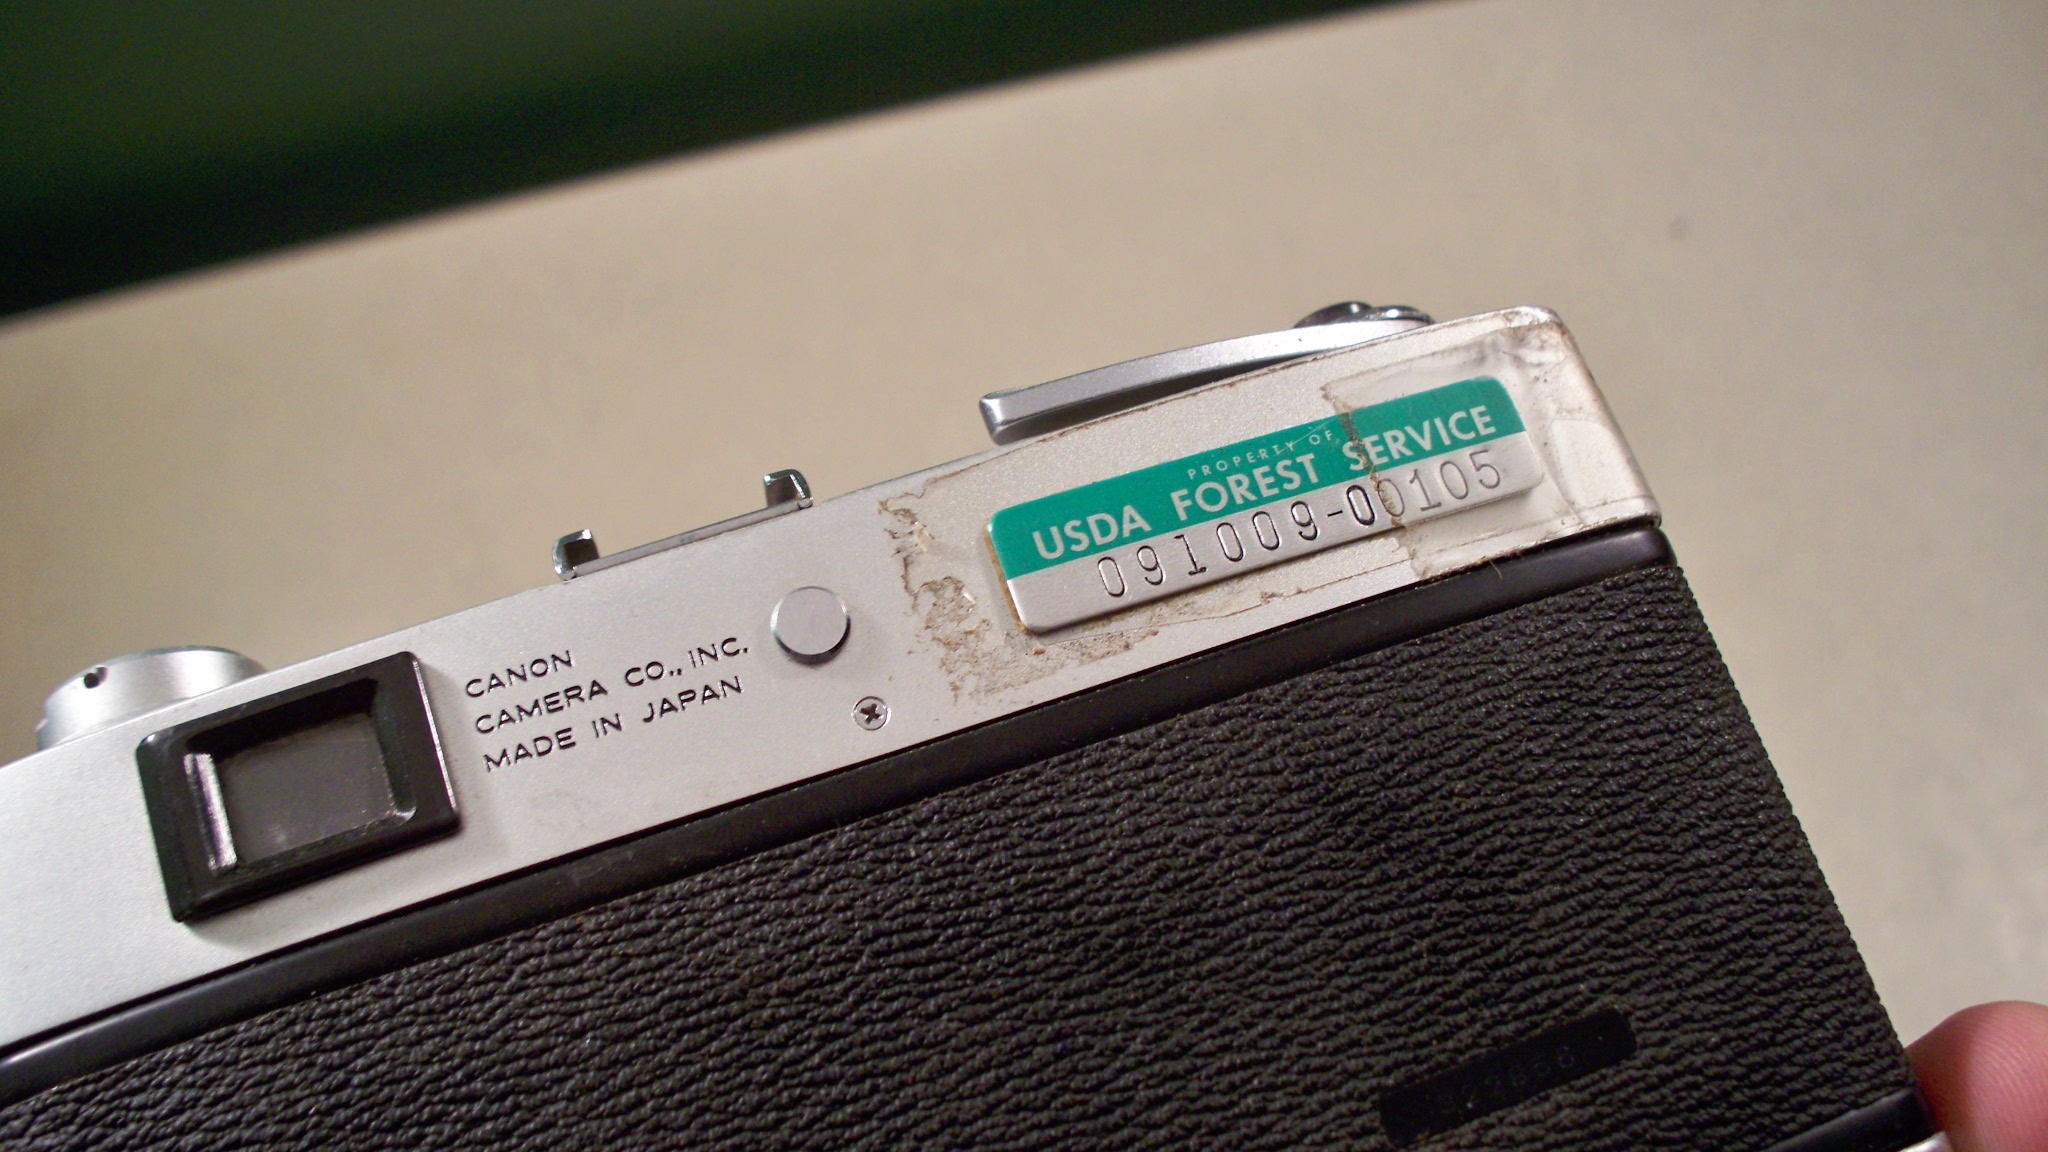 CANON
CAMERA CO., INC.
MADE IN JAPAN
PROPERTY OF
USDA FOREST SERVICE
091009-00105